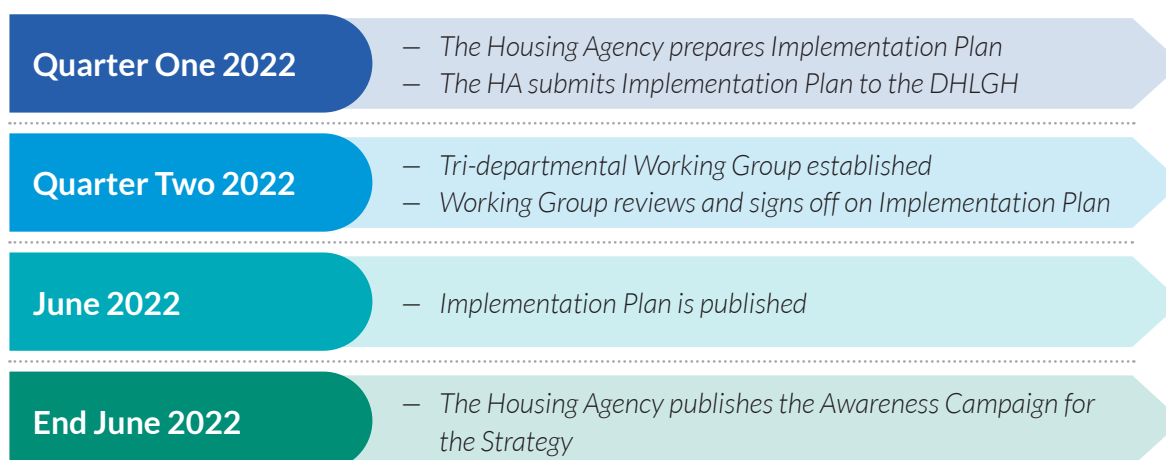 Quarter One 2022
— The Housing Agency prepares Implementation Plan
— The HA submits Implementation Plan to the DHLGH
Quarter Two 2022
— Tri-departmental Working Group established
— Working Group reviews and signs off on Implementation Plan
June 2022
— Implementation Plan is published
End June 2022
— The Housing Agency publishes the Awareness Campaign for
the Strategy